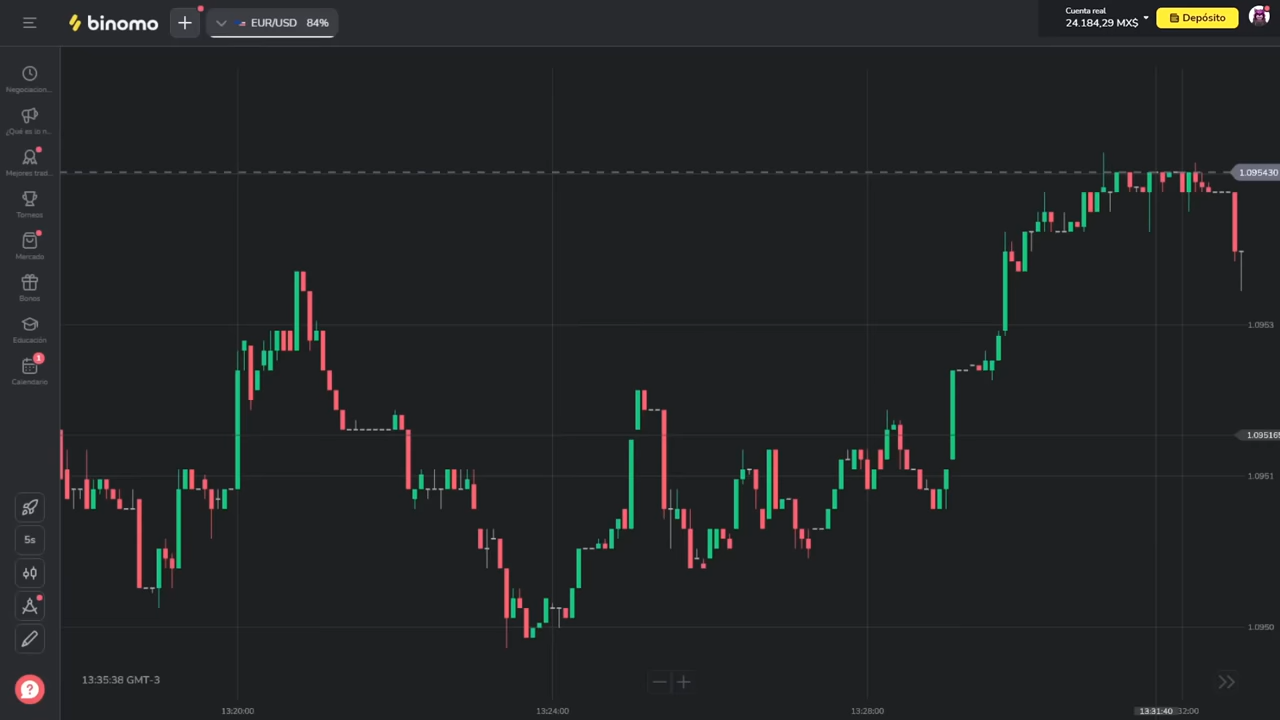 binomo
+
EUR/USD 84%
Cuenta real
24.184,29 MX$
Depósito
Negociacion...
¿Qué es lo n...
Mejores trad...
Torneos
Mercado
Bonos
Educación
1
Calendario
5s
?
1.095430
1.0953
1.095165
1.0951
1.0950
13:35:38 GMT-3
13:20:00
13:24:00
13:28:00
13:31:40
32:00